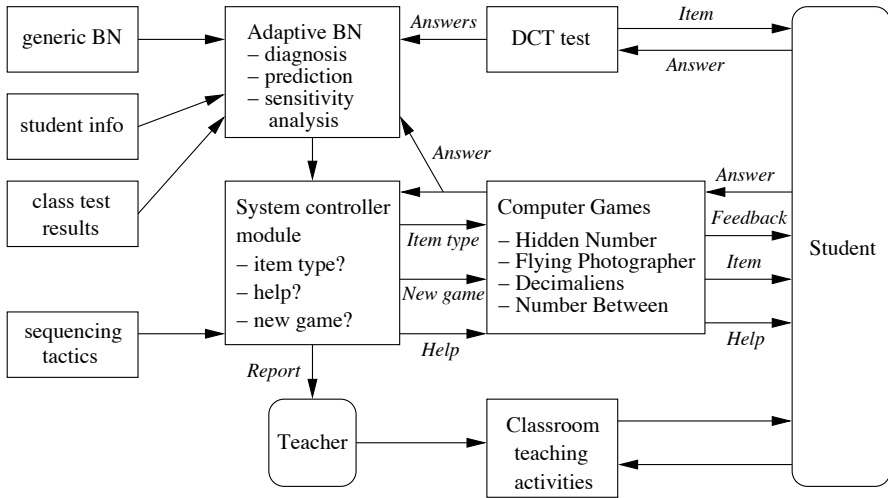 generic BN
student info
class test
results
sequencing
tactics
Adaptive BN
– diagnosis
– prediction
– sensitivity
analysis
Answers
DCT test
Item
Answer
Answer
System controller
module
– item type?
– help?
– new game?
Item type
New game
Help
Computer Games
– Hidden Number
– Flying Photographer
– Decimaliens
– Number Between
Answer
Feedback
Item
Help
Student
Report
Teacher
Classroom
teaching
activities